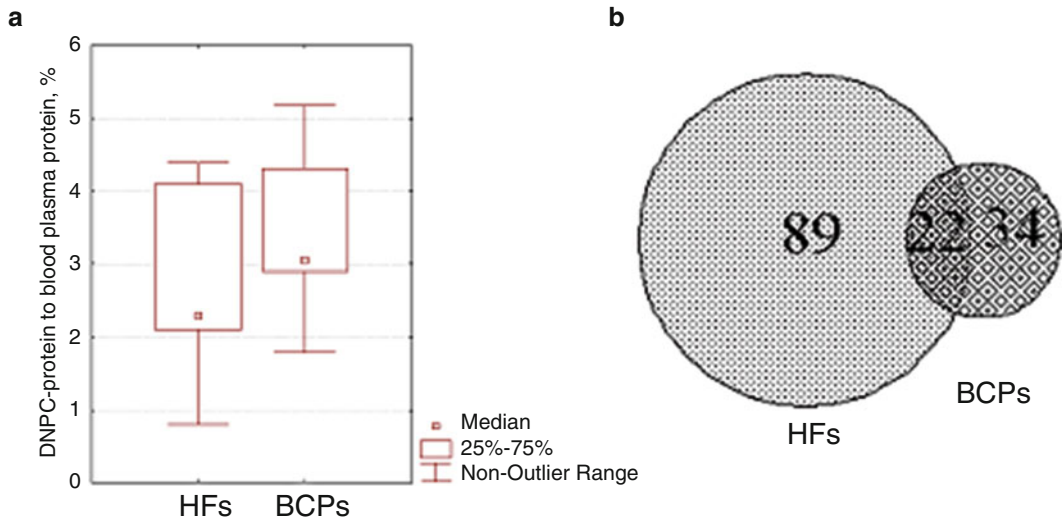 a
b
6
5
4
3
2
1
0
DNPC-protein to blood plasma protein, %
HFs
BCPs
Median
25%-75%
Non-Outlier Range
89
22
34
BCPs
HFs